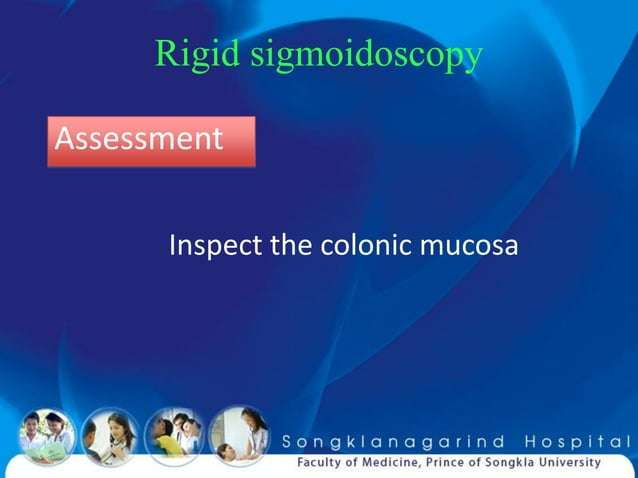 Rigid sigmoidoscopy
Assessment
Inspect the colonic mucosa
Songklanagarind Hospital
Faculty of Medicine, Prince of Songkla University